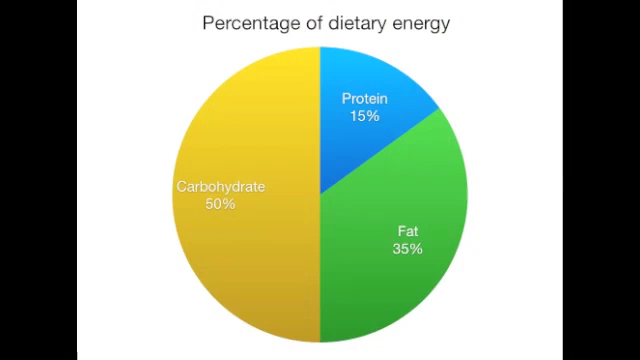 Percentage of dietary energy
Protein
15%
Carbohydrate
50%
Fat
35%